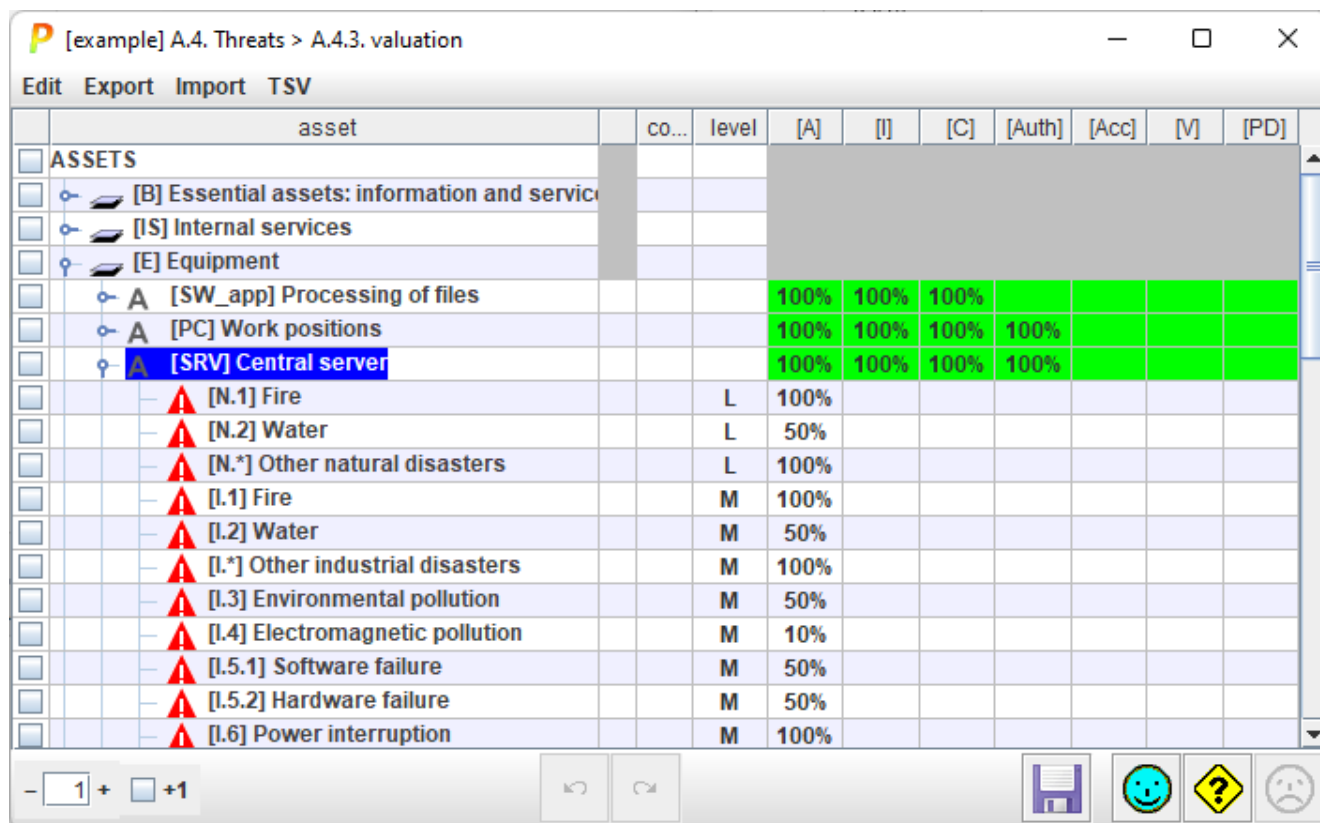 [example] A.4. Threats > A.4.3. valuation
Edit Export Import TSV
asset co... level [A] [I] [C] [Auth] [Acc] [V] [PD]
ASSETS
[B] Essential assets: information and servic
[IS] Internal services
[E] Equipment
A [SW_app] Processing of files 100% 100% 100%
A [PC] Work positions 100% 100% 100% 100%
A [SRV] Central server 100% 100% 100% 100%
[N.1] Fire L 100%
[N.2] Water L 50%
[N.*] Other natural disasters L 100%
[I.1] Fire M 100%
[I.2] Water M 50%
[I.*] Other industrial disasters M 100%
[I.3] Environmental pollution M 50%
[I.4] Electromagnetic pollution M 10%
[I.5.1] Software failure M 50%
[I.5.2] Hardware failure M 50%
[I.6] Power interruption M 100%
- 1 + +1